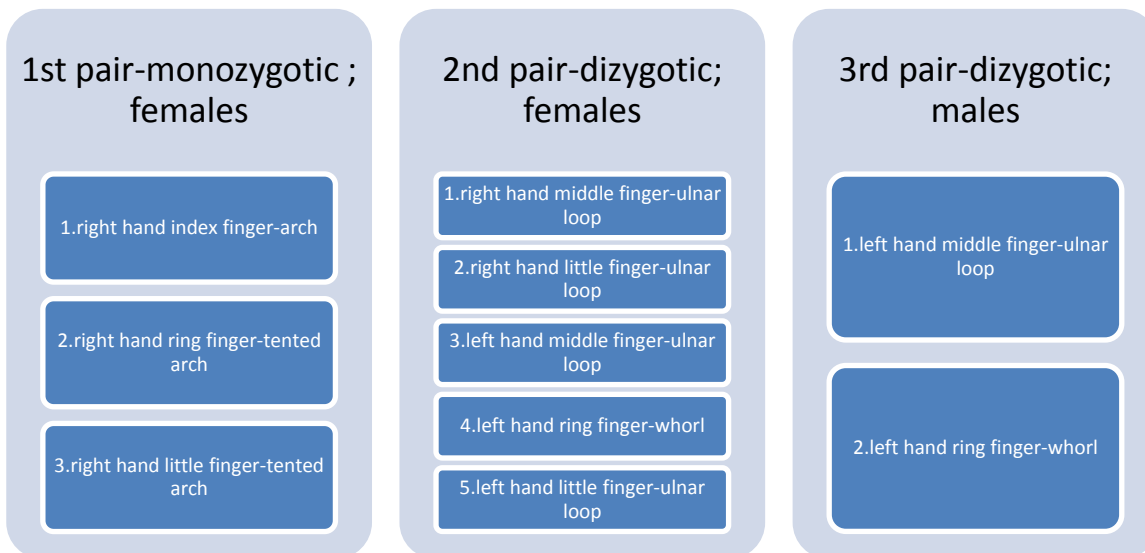 1st pair-monozygotic ;
females
1.right hand index finger-arch
2.right hand ring finger-tented
arch
3.right hand little finger-tented
arch
2nd pair-dizygotic;
females
1.right hand middle finger-ulnar
loop
2.right hand little finger-ulnar
loop
3.left hand middle finger-ulnar
loop
4.left hand ring finger-whorl
5.left hand little finger-ulnar
loop
3rd pair-dizygotic;
males
1.left hand middle finger-ulnar
loop
2.left hand ring finger-whorl